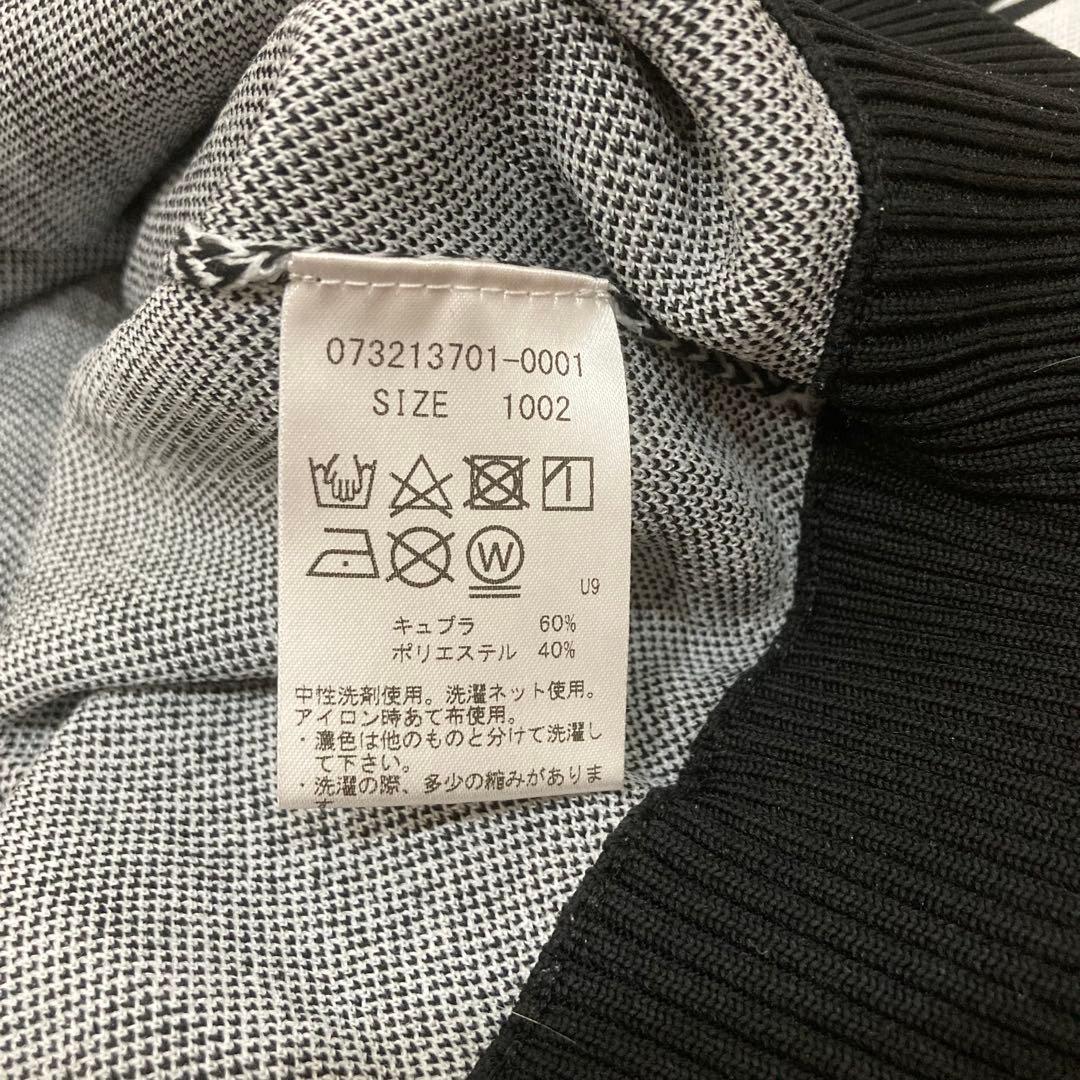 073213701-0001
SIZE 1002
W
U9
キュプラ 60%
ポリエステル 40%
中性洗剤使用。洗濯ネット使用。
アイロン時あて布使用。
・濃色は他のものと分けて洗濯し
て下さい。
・洗濯の際、多少の縮みがありま
す